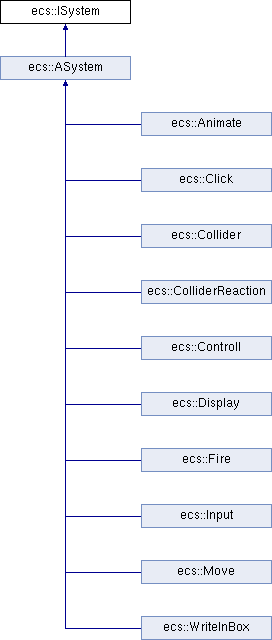 ecs::ISystem
ecs::ASystem
ecs::Animate
ecs::Click
ecs::Collider
ecs::ColliderReaction
ecs::Controll
ecs::Display
ecs::Fire
ecs::Input
ecs::Move
ecs::WriteInBox